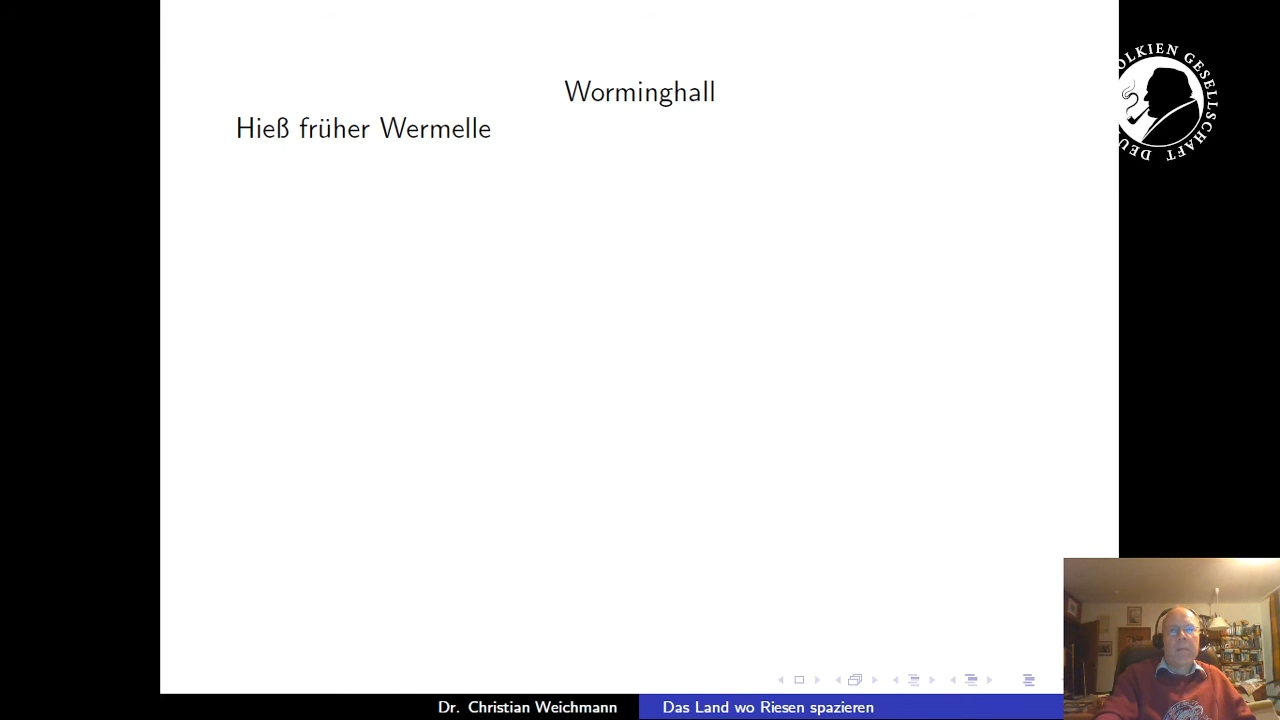 Worminghall
Hieß früher Wermelle
OLKIEN GESELLSCHAFT DEU
Dr. Christian Weichmann
Das Land wo Riesen spazieren